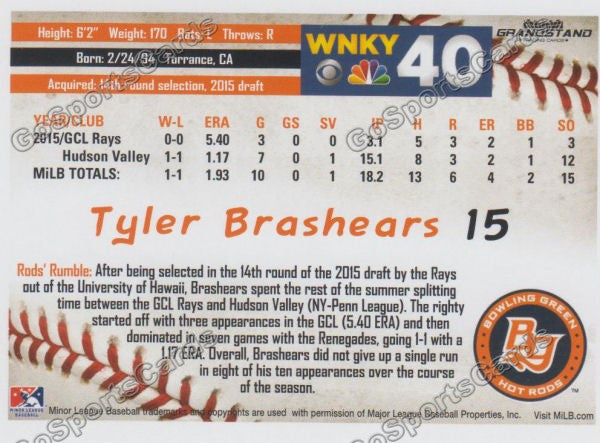 Height: 6'2" Weight: 170 Bats: S Throws: R
Born: 2/24/94 Torrance, CA
Acquired: 14th round selection, 2015 draft
WNKY 40
GRANDSTAND
TRADING CARDS
YEAR/CLUB W-L ERA G GS SV IP H R ER BB SO
2015/GCL Rays 0-0 5.40 3 0 0 3.1 5 3 2 1 3
Hudson Valley 1-1 1.17 7 0 0 15.1 8 3 2 1 12
MiLB TOTALS: 1-1 1.93 10 0 1 18.2 13 6 4 2 15
Tyler Brashears 15
Rods' Rumble: After being selected in the 14th round of the 2015 draft by the Rays
out of the University of Hawaii, Brashears spent the rest of the summer splitting
time between the GCL Rays and Hudson Valley (NY-Penn League). The righty
started off with three appearances in the GCL (5.40 ERA) and then
dominated in seven games with the Renegades, going 1-1 with a
1.17 ERA. Overall, Brashears did not give up a single run
in eight of his ten appearances over the course
of the season.
BOWLING GREEN
BG
HOT RODS
TM
MINOR LEAGUE
BASEBALL
Minor League Baseball trademarks and copyrights are used with permission of Major League Baseball Properties, Inc. Visit MiLB.com
GoSportsCards